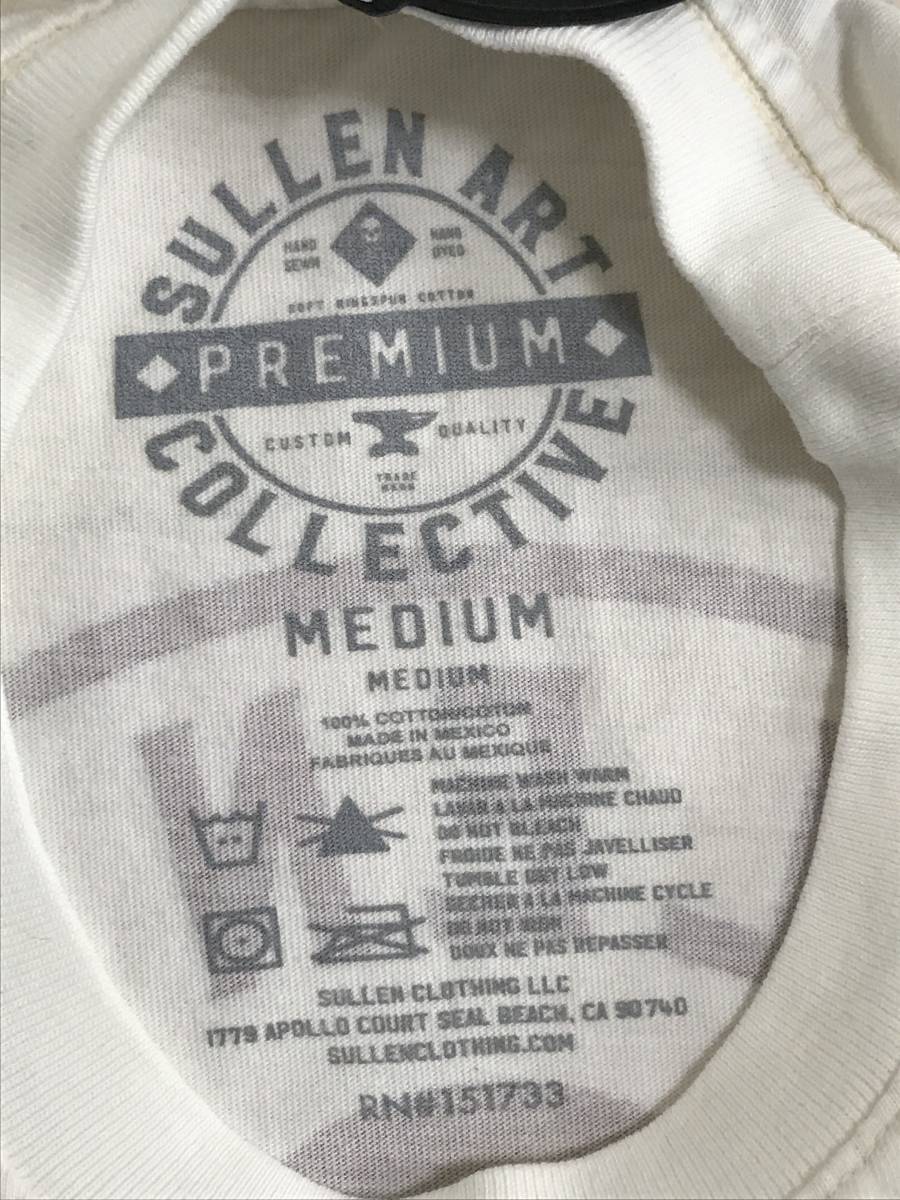 SULLEN ART
HAND SEWN
HAND DYED
SOFT RINGSPUN COTTON
PREMIUM
CUSTOM QUALITY
TRADE MARK
COLLECTIVE
MEDIUM
MEDIUM
100% COTTON/COTON
MADE IN MEXICO
FABRIQUES AU MEXIQUE
MACHINE WASH WARM
LAVAR A LA MACHINE CHAUD
DO NOT BLEACH
FROIDE NE PAS JAVELLISER
TUMBLE DRY LOW
SECHER A LA MACHINE CYCLE
DO NOT IRON
DOUX NE PAS REPASSER
SULLEN CLOTHING LLC
1779 APOLLO COURT SEAL BEACH, CA 90740
SULLENCLOTHING.COM
RN#151733